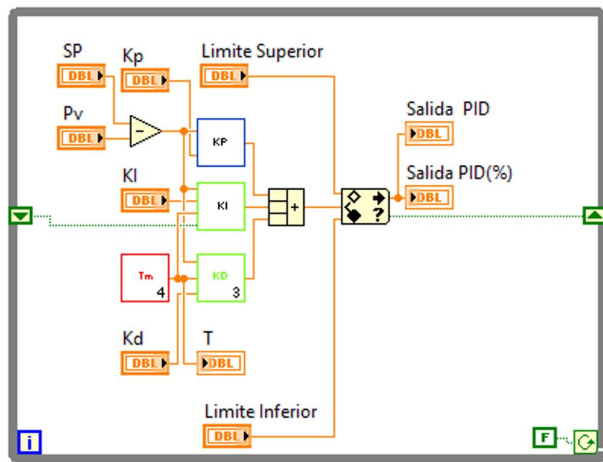 SP
Kp
Limite Superior
DBL
DBL
DBL
Pv
DBL
Salida PID
DBL
KP
KI
DBL
KI
Salida PID(%)
DBL
Tm
4
KD
3
Kd
T
DBL
DBL
Limite Inferior
DBL
i
F